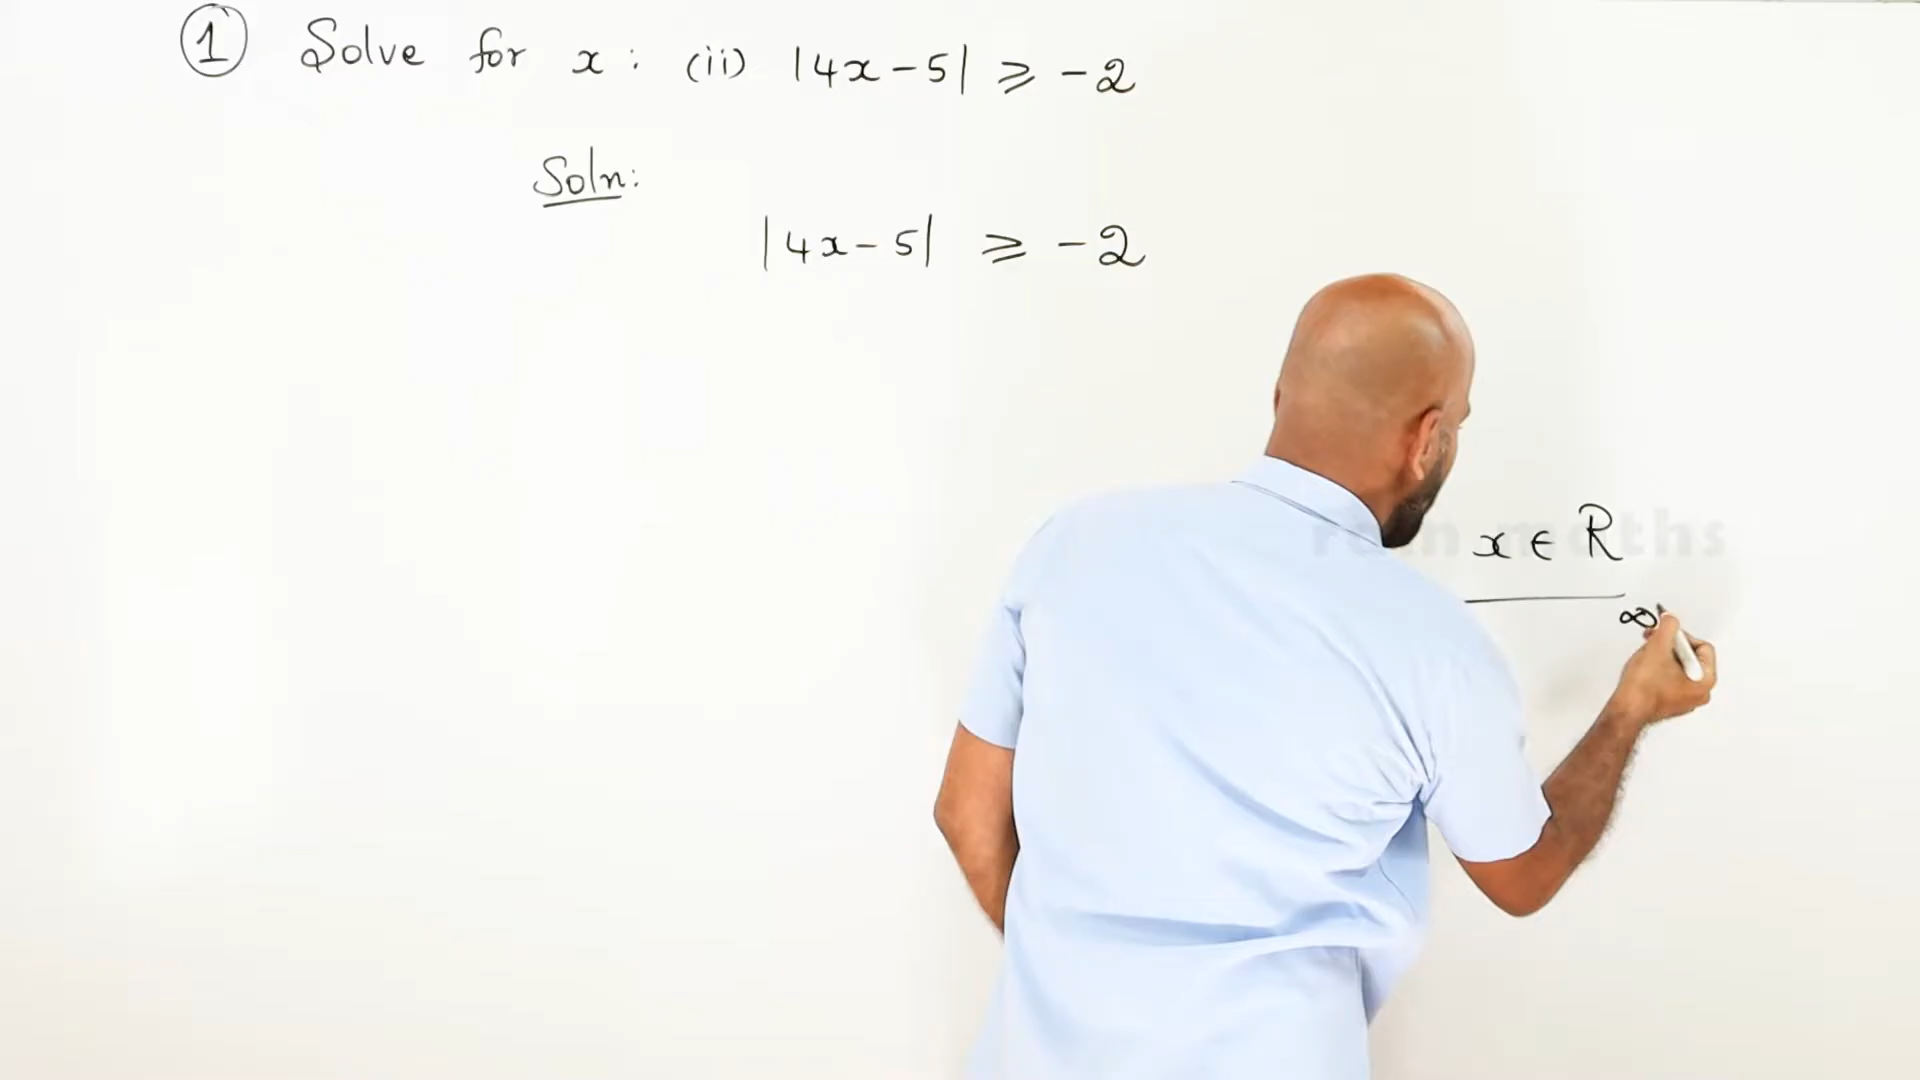 ① Solve for x : (ii) |4x-5| ⩾ -2
Soln:
|4x-5| ⩾ -2
x ∈ R
∞